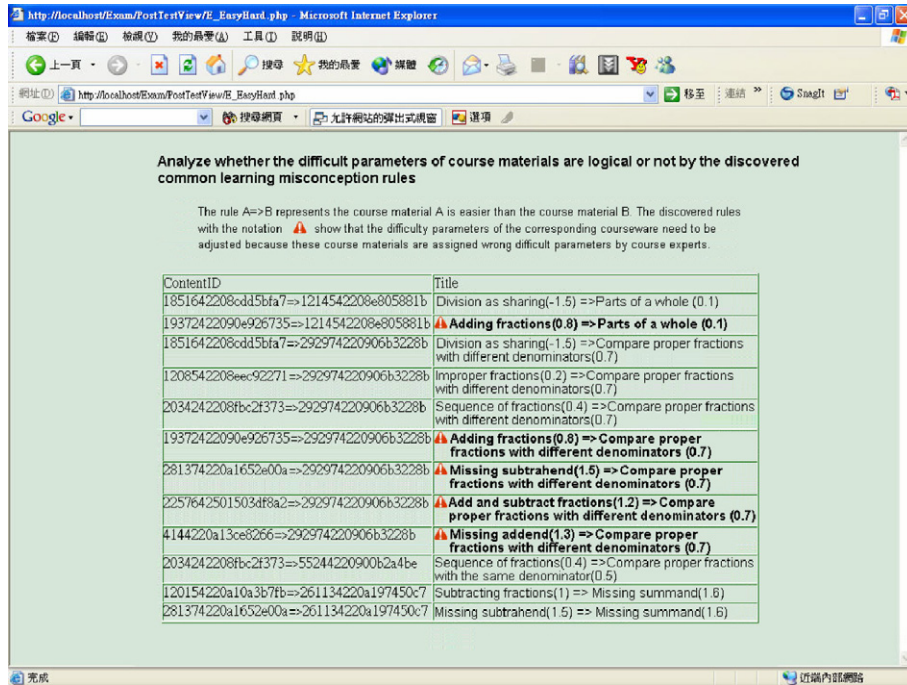 http://localhost/Exam/PostTestView/E_EasyHard.php - Microsoft Internet Explorer
檔案(F) 編輯(E) 檢視(V) 我的最愛(A) 工具(T) 說明(H)
上一頁 搜尋 我的最愛 媒體
網址(D) http://localhost/Exam/PostTestView/E_EasyHard.php 移至 連結 » SnagIt
Google 搜尋網頁 允許網站的彈出式視窗 選項
Analyze whether the difficult parameters of course materials are logical or not by the discovered
common learning misconception rules
The rule A=>B represents the course material A is easier than the course material B. The discovered rules
with the notation show that the difficulty parameters of the corresponding courseware need to be
adjusted because these course materials are assigned wrong difficult parameters by course experts.
ContentID Title
1851642208cdd5bfa7=>1214542208e805881b Division as sharing(-1.5) =>Parts of a whole (0.1)
19372422090e926735=>1214542208e805881b Adding fractions(0.8) =>Parts of a whole (0.1)
1851642208cdd5bfa7=>292974220906b3228b Division as sharing(-1.5) =>Compare proper fractions
with different denominators(0.7)
1208542208eec92271=>292974220906b3228b Improper fractions(0.2) =>Compare proper fractions
with different denominators(0.7)
2034242208fbc2f373=>292974220906b3228b Sequence of fractions(0.4) =>Compare proper fractions
with different denominators(0.7)
19372422090e926735=>292974220906b3228b Adding fractions(0.8) =>Compare proper
fractions with different denominators (0.7)
281374220a1652e00a=>292974220906b3228b Missing subtrahend(1.5) =>Compare proper
fractions with different denominators (0.7)
2257642501503df8a2=>292974220906b3228b Add and subtract fractions(1.2) =>Compare
proper fractions with different denominators (0.7)
4144220a13ce8266=>292974220906b3228b Missing addend(1.3) =>Compare proper
fractions with different denominators (0.7)
2034242208fbc2f373=>55244220900b2a4be Sequence of fractions(0.4) =>Compare proper fractions
with the same denominator(0.5)
120154220a10a3b7fb=>261134220a197450c7 Subtracting fractions(1) => Missing summand(1.6)
281374220a1652e00a=>261134220a197450c7 Missing subtrahend(1.5) => Missing summand(1.6)
完成 近端內部網路